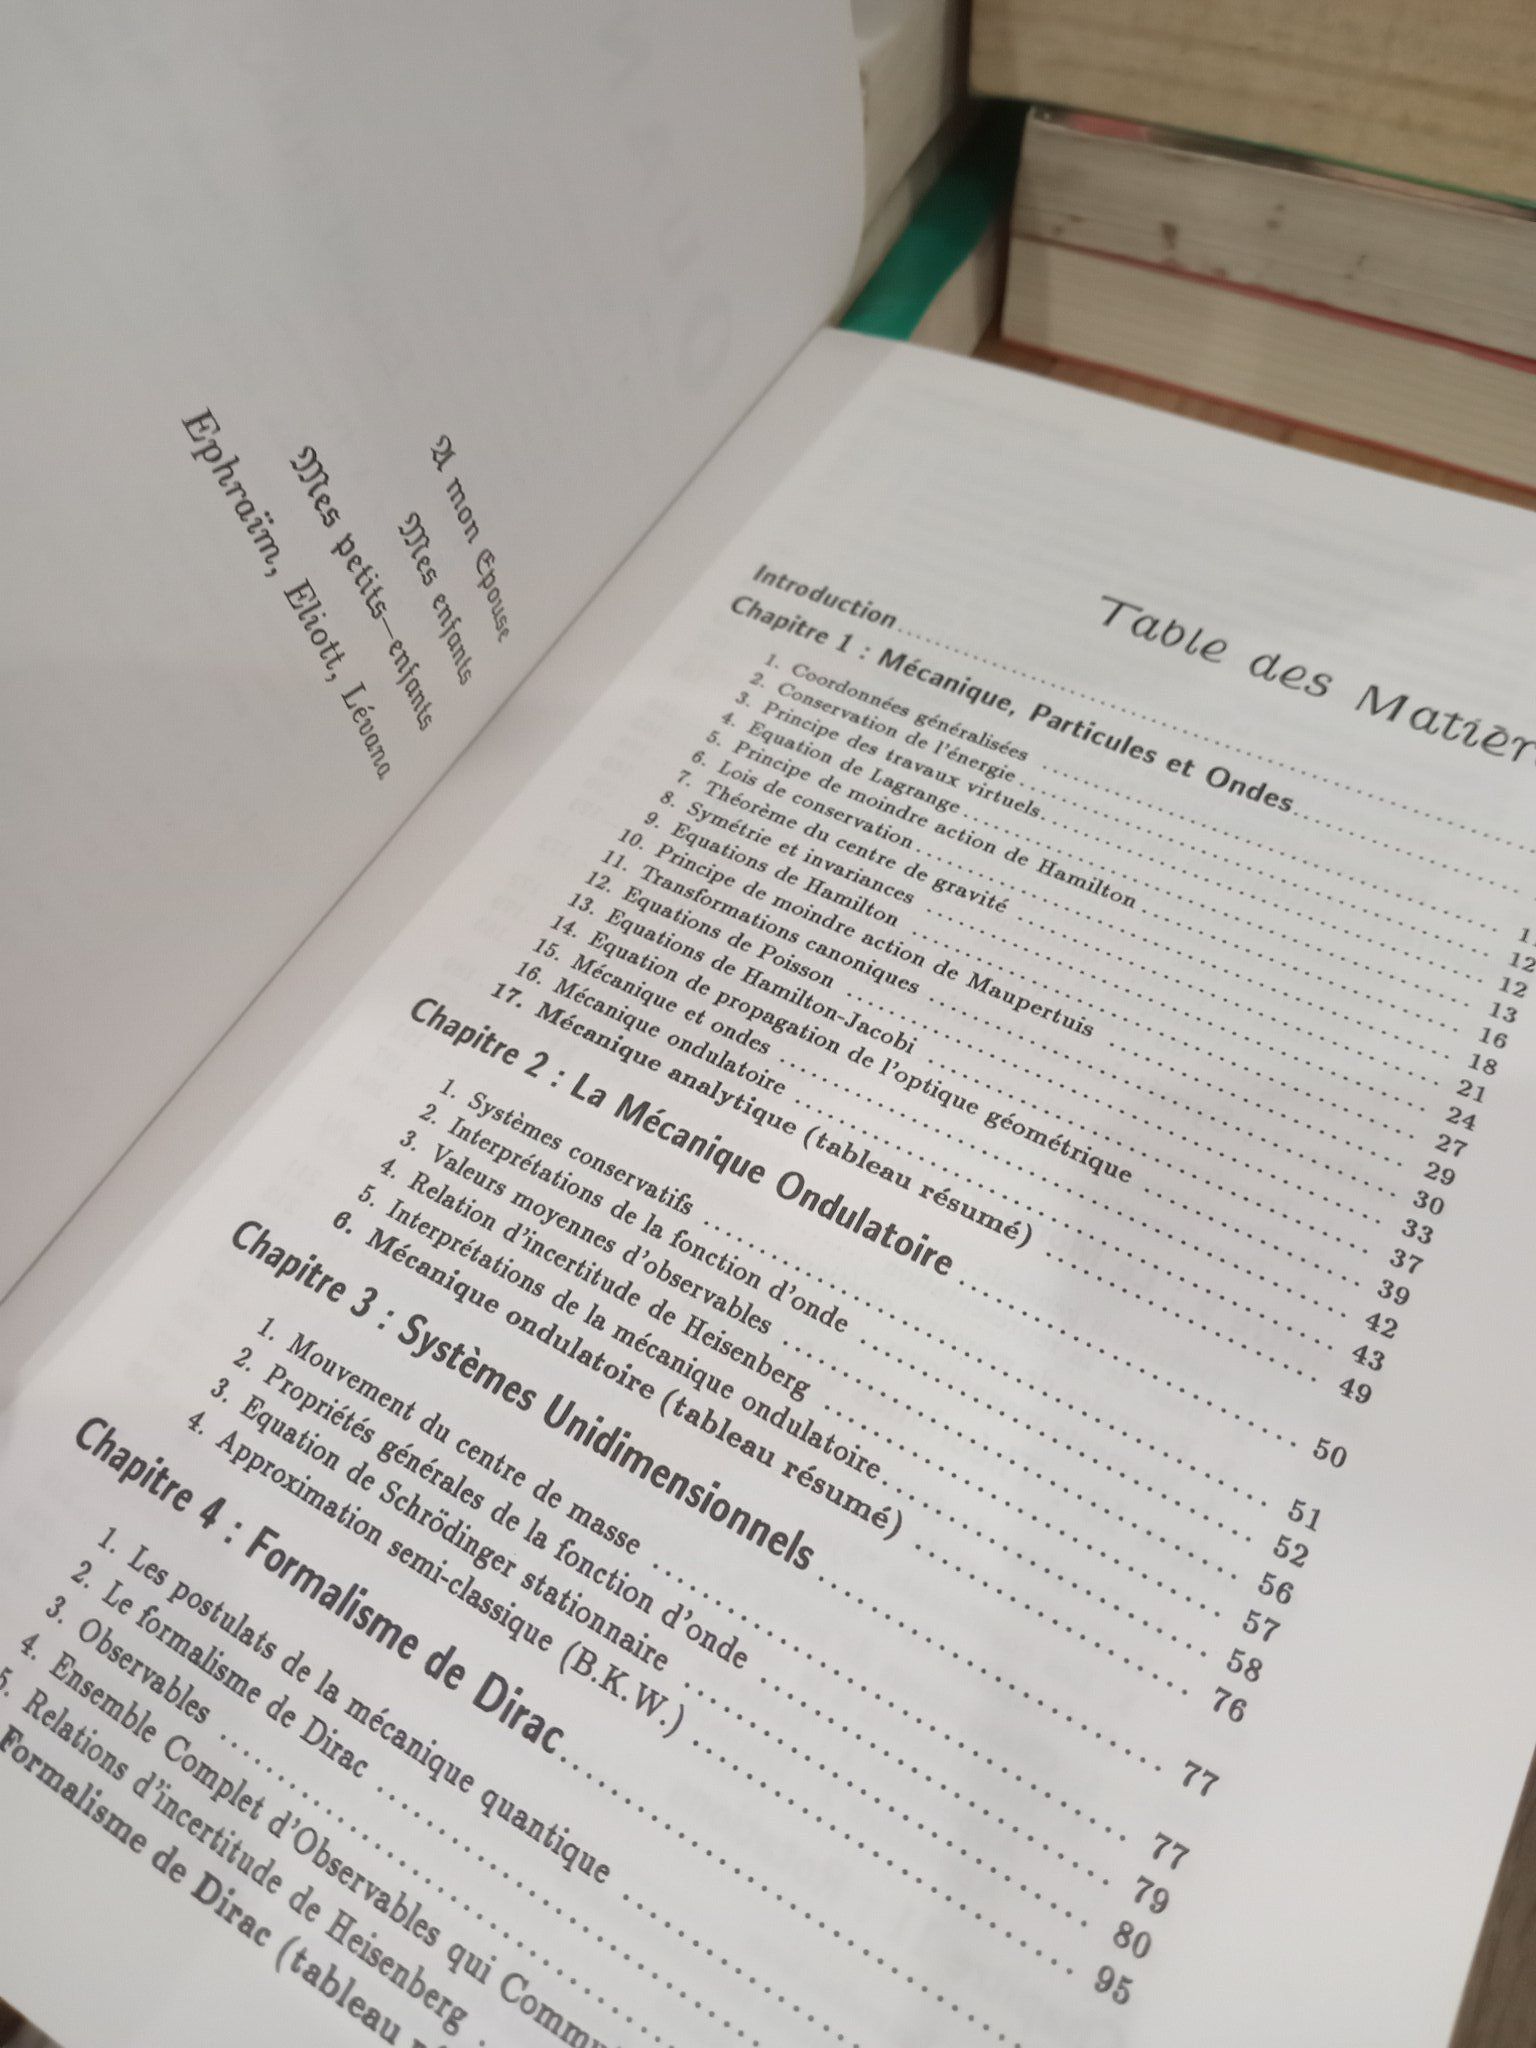 A mon Epouse
Mes enfants
Mes petits-enfants
Ephraïm, Eliott, Lévana
Table des
Introduction..........
Chapitre 1 : Mécanique, Particules et Ondes..........
1. Coordonnées généralisées ..........
2. Conservation de l'énergie.......... 12
3. Principe des travaux virtuels.......... 12
4. Equation de Lagrange.......... 13
5. Principe de moindre action de Hamilton .......... 16
6. Lois de conservation.......... 18
7. Théorème du centre de gravité .......... 21
8. Symétrie et invariances .......... 24
9. Equations de Hamilton .......... 27
10. Principe de moindre action de Maupertuis .......... 29
11. Transformations canoniques .......... 30
12. Equations de Poisson .......... 33
13. Equations de Hamilton-Jacobi .......... 37
14. Equation de propagation de l'optique géométrique .......... 39
15. Mécanique et ondes .......... 42
16. Mécanique ondulatoire .......... 43
17. Mécanique analytique (tableau résumé) .......... 49
Chapitre 2 : La Mécanique Ondulatoire .......... 50
1. Systèmes conservatifs .......... 51
2. Interprétations de la fonction d'onde .......... 52
3. Valeurs moyennes d'observables .......... 56
4. Relation d'incertitude de Heisenberg .......... 57
5. Interprétations de la mécanique ondulatoire.......... 58
6. Mécanique ondulatoire (tableau résumé) .......... 76
Chapitre 3 : Systèmes Unidimensionnels .......... 77
1. Mouvement du centre de masse .......... 77
2. Propriétés générales de la fonction d'onde .......... 79
3. Equation de Schrödinger stationnaire .......... 80
4. Approximation semi-classique (B.K.W.) .......... 95
Chapitre 4 : Formalisme de Dirac..........
1. Les postulats de la mécanique quantique ..........
2. Le formalisme de Dirac ..........
3. Observables ..........
4. Ensemble Complet d'Observables qui
5. Relations d'incertitude de Heisenberg ..
Formalisme de Dirac (tableau